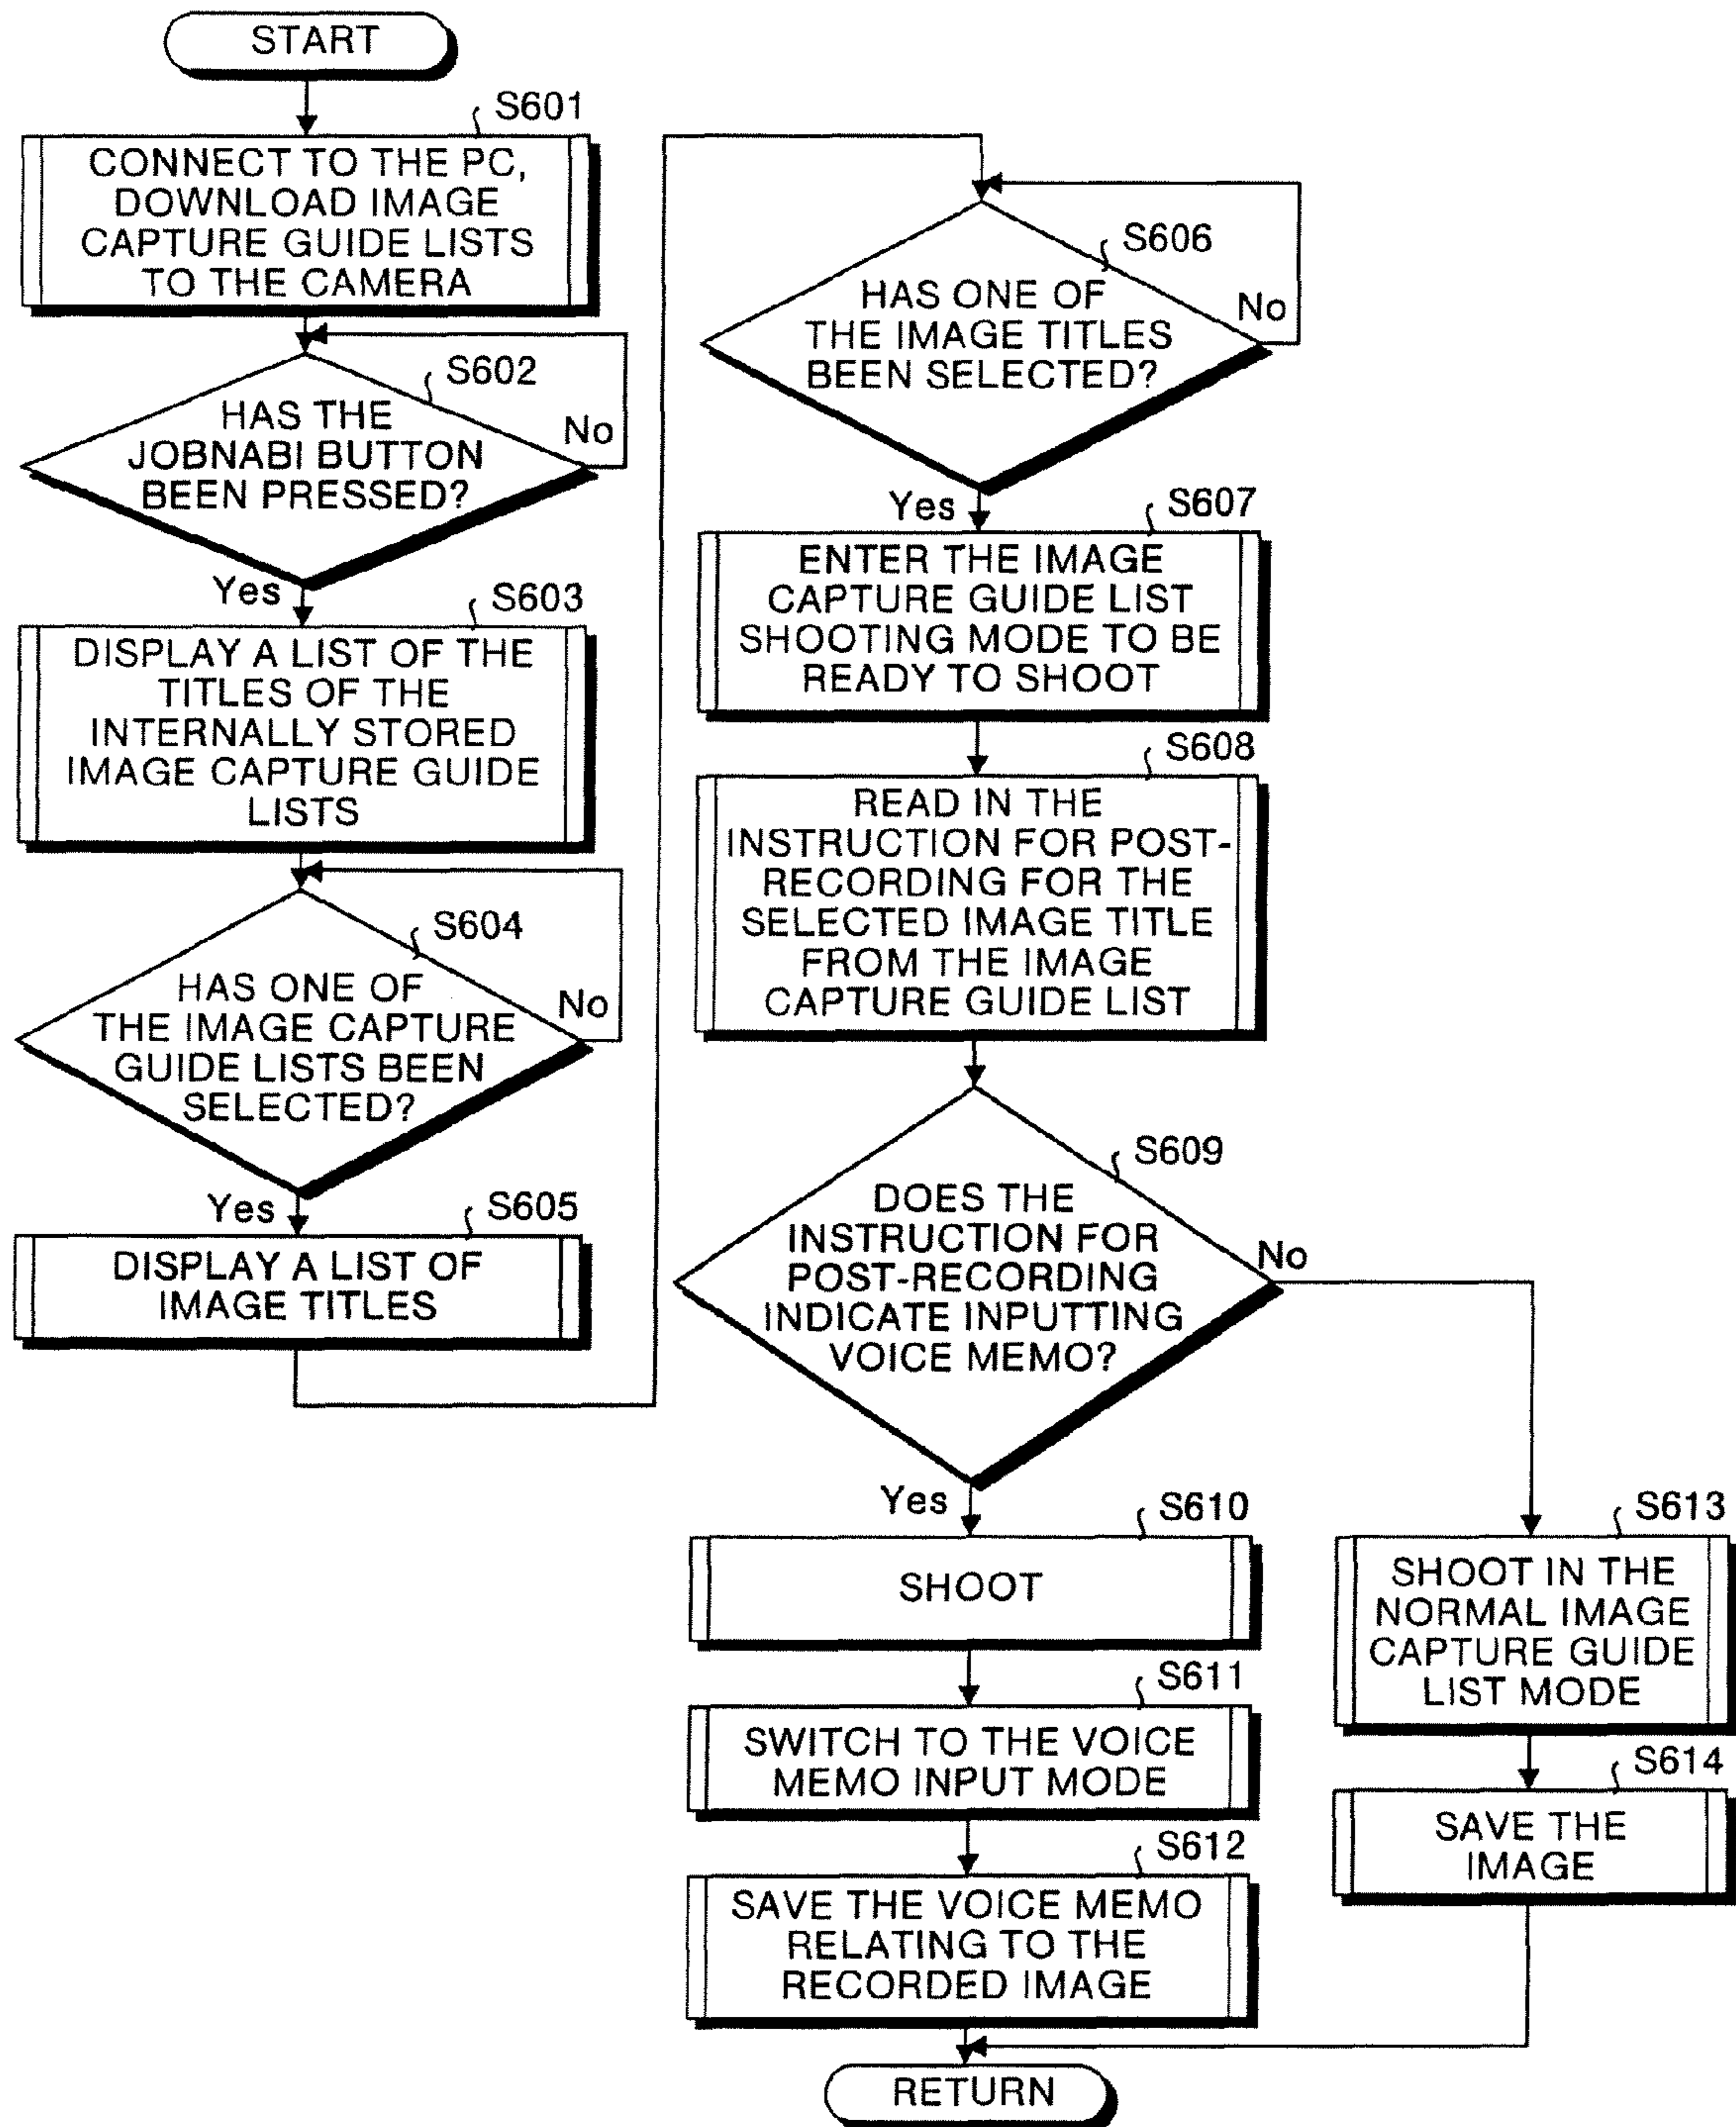 START
S601
CONNECT TO THE PC,
DOWNLOAD IMAGE
CAPTURE GUIDE LISTS
TO THE CAMERA
S602
HAS THE
JOBNABI BUTTON
BEEN PRESSED?
No
Yes
S603
DISPLAY A LIST OF THE
TITLES OF THE
INTERNALLY STORED
IMAGE CAPTURE GUIDE
LISTS
S604
HAS ONE OF
THE IMAGE CAPTURE
GUIDE LISTS BEEN
SELECTED?
No
Yes
S605
DISPLAY A LIST OF
IMAGE TITLES
S606
HAS ONE OF
THE IMAGE TITLES
BEEN SELECTED?
No
Yes
S607
ENTER THE IMAGE
CAPTURE GUIDE LIST
SHOOTING MODE TO BE
READY TO SHOOT
S608
READ IN THE
INSTRUCTION FOR POST-
RECORDING FOR THE
SELECTED IMAGE TITLE
FROM THE IMAGE
CAPTURE GUIDE LIST
S609
DOES THE
INSTRUCTION FOR
POST-RECORDING
INDICATE INPUTTING
VOICE MEMO?
No
Yes
S610
SHOOT
S611
SWITCH TO THE VOICE
MEMO INPUT MODE
S612
SAVE THE VOICE MEMO
RELATING TO THE
RECORDED IMAGE
S613
SHOOT IN THE
NORMAL IMAGE
CAPTURE GUIDE
LIST MODE
S614
SAVE THE
IMAGE
RETURN